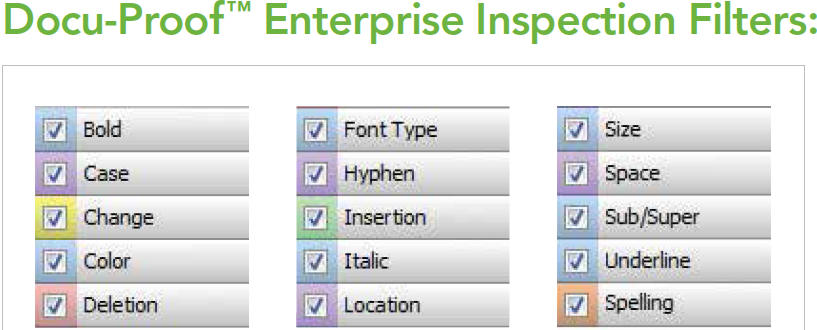 Docu-Proof™ Enterprise Inspection Filters:
Bold
Case
Change
Color
Deletion
Font Type
Hyphen
Insertion
Italic
Location
Size
Space
Sub/Super
Underline
Spelling